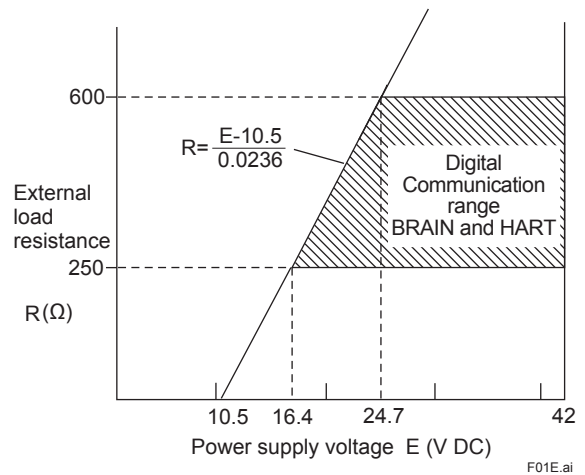 600
R= E-10.5
0.0236
Digital
Communication
range
BRAIN and HART
External
load
resistance
250
R(Ω)
10.5 16.4 24.7 42
Power supply voltage E (V DC)
F01E.ai